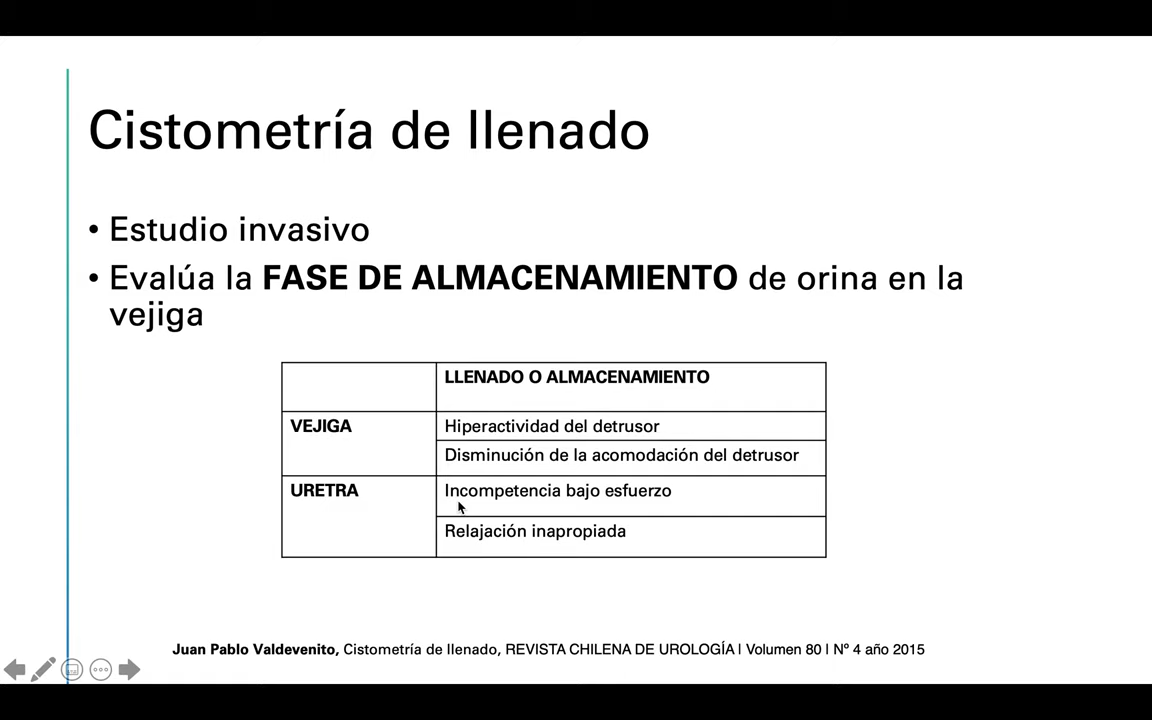 Cistometría de llenado
• Estudio invasivo
• Evalúa la FASE DE ALMACENAMIENTO de orina en la
vejiga
LLENADO O ALMACENAMIENTO
VEJIGA
Hiperactividad del detrusor
Disminución de la acomodación del detrusor
URETRA
Incompetencia bajo esfuerzo
Relajación inapropiada
Juan Pablo Valdevenito, Cistometría de llenado, REVISTA CHILENA DE UROLOGÍA l Volumen 80 l Nº 4 año 2015